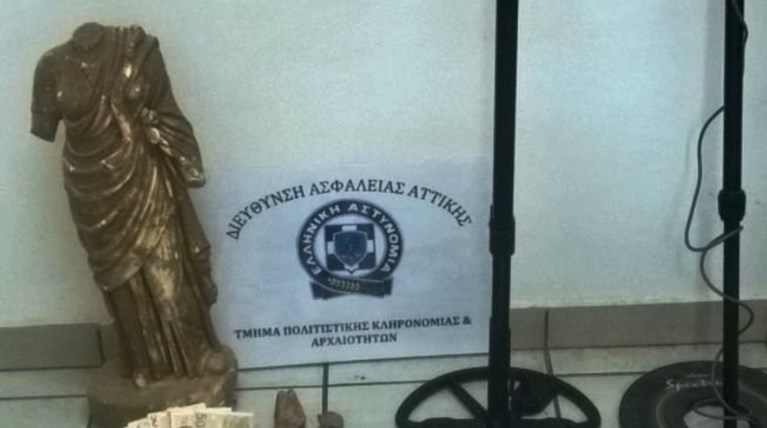 ΔΙΕΥΘΥΝΣΗ ΑΣΦΑΛΕΙΑΣ ΑΤΤΙΚΗΣ
ΕΛΛΗΝΙΚΗ ΑΣΤΥΝΟΜΙΑ
ΤΜΗΜΑ ΠΟΛΙΤΙΣΤΙΚΗΣ ΚΛΗΡΟΝΟΜΙΑΣ &
ΑΡΧΑΙΟΤΗΤΩΝ